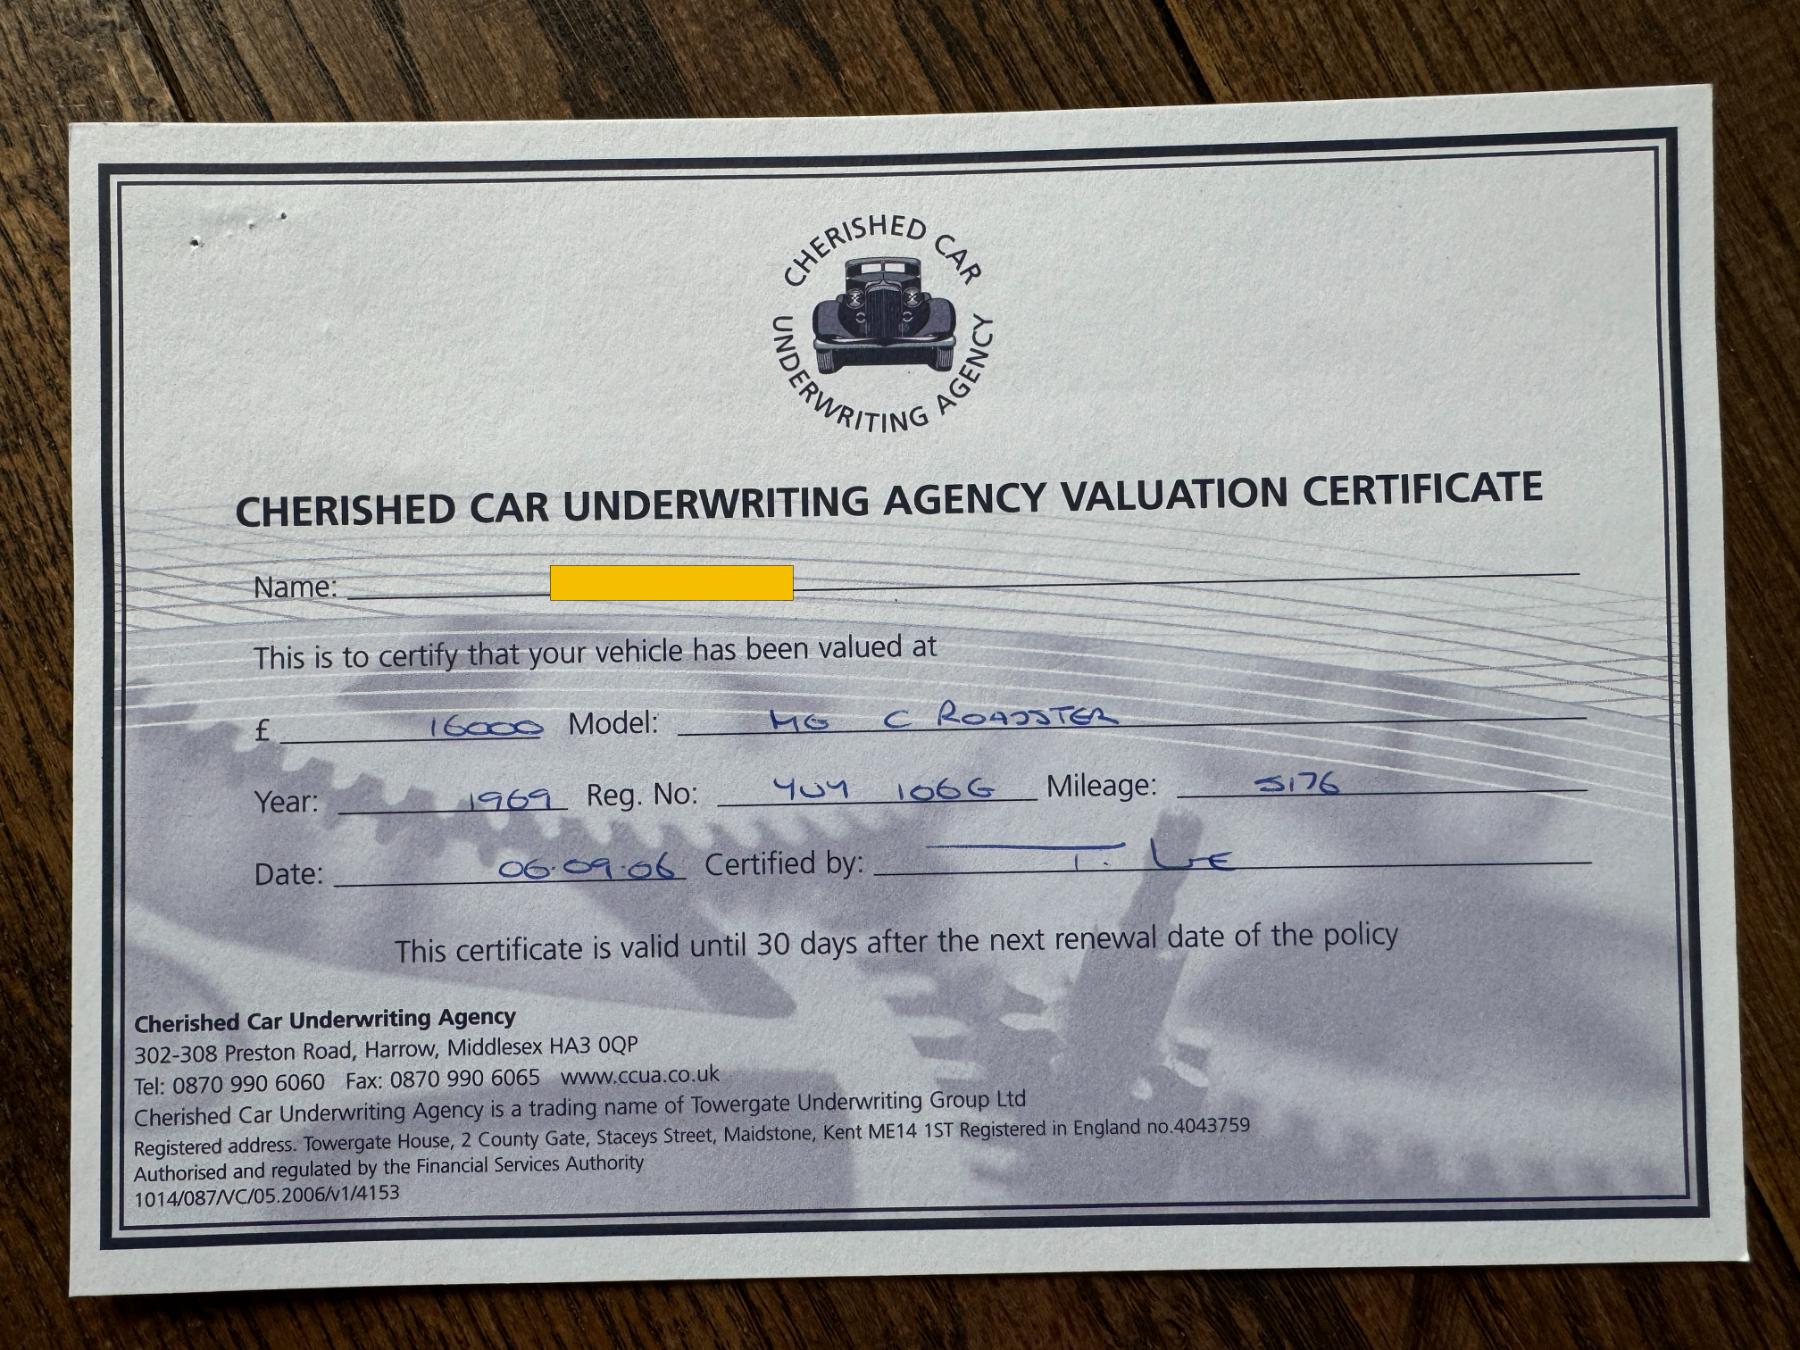 CHERISHED CAR
UNDERWRITING AGENCY
CHERISHED CAR UNDERWRITING AGENCY VALUATION CERTIFICATE
Name:
This is to certify that your vehicle has been valued at
£ 16000 Model: MG C ROADSTER
Year: 1969 Reg. No: YUY 106G Mileage: 5176
Date: 06.09.06 Certified by: T. LEE
This certificate is valid until 30 days after the next renewal date of the policy
Cherished Car Underwriting Agency
302-308 Preston Road, Harrow, Middlesex HA3 0QP
Tel: 0870 990 6060 Fax: 0870 990 6065 www.ccua.co.uk
Cherished Car Underwriting Agency is a trading name of Towergate Underwriting Group Ltd
Registered address. Towergate House, 2 County Gate, Staceys Street, Maidstone, Kent ME14 1ST Registered in England no.4043759
Authorised and regulated by the Financial Services Authority
1014/087/VC/05.2006/v1/4153